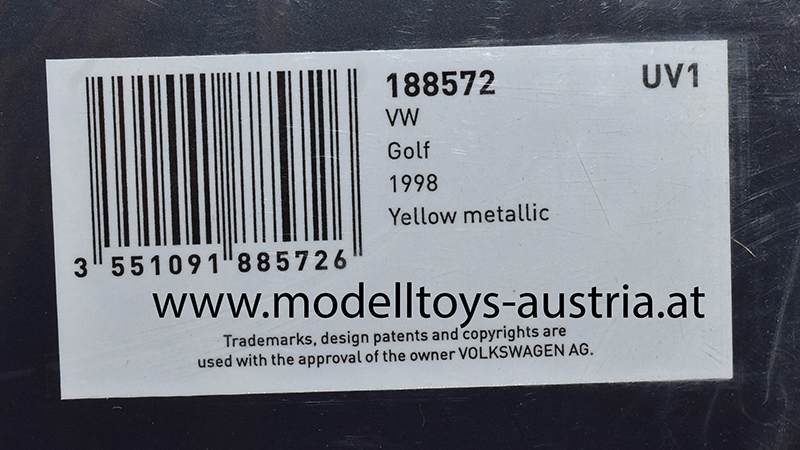 188572 UV1
VW
Golf
1998
Yellow metallic
3 551091 885726
www.modelltoys-austria.at
Trademarks, design patents and copyrights are
used with the approval of the owner VOLKSWAGEN AG.